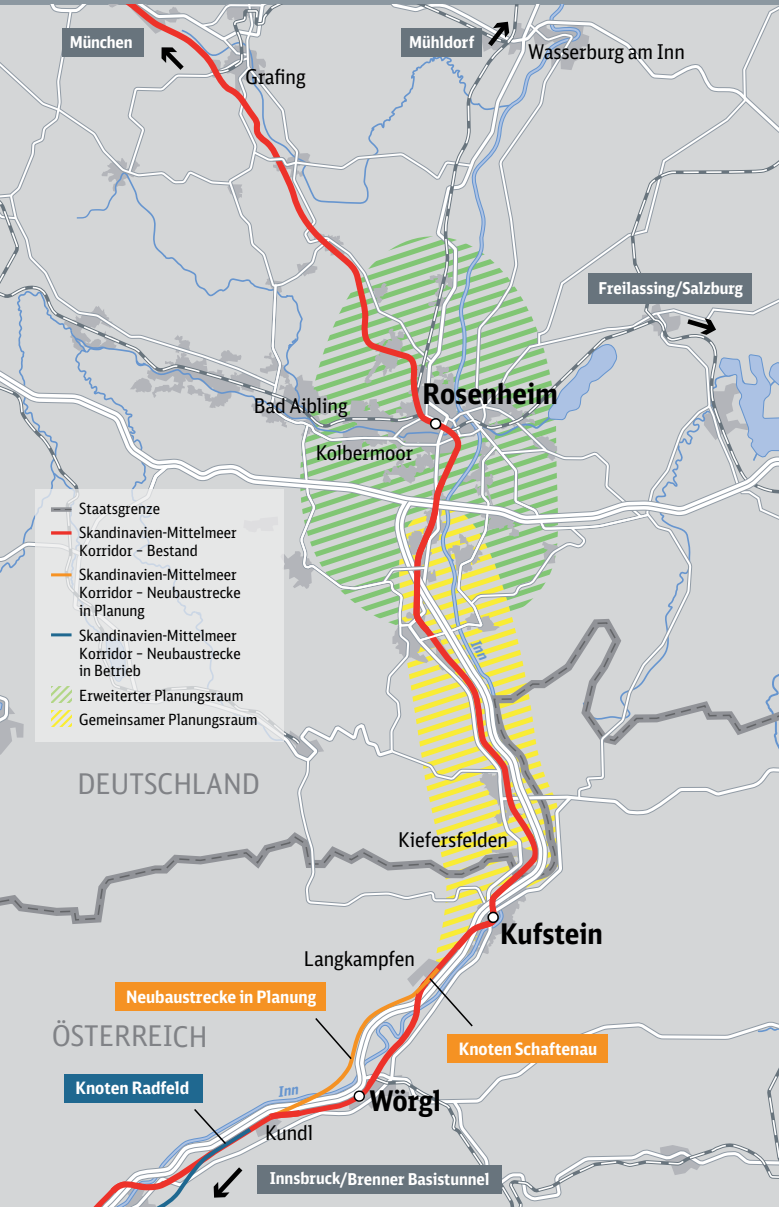 München
Mühldorf
Wasserburg am Inn
Grafing
Freilassing/Salzburg
Rosenheim
Bad Aibling
Kolbermoor
Staatsgrenze
Skandinavien-Mittelmeer
Korridor – Bestand
Skandinavien-Mittelmeer
Korridor – Neubaustrecke
in Planung
Skandinavien-Mittelmeer
Korridor – Neubaustrecke
in Betrieb
Erweiterter Planungsraum
Gemeinsamer Planungsraum
Inn
DEUTSCHLAND
Kiefersfelden
Kufstein
Langkampfen
Neubaustrecke in Planung
ÖSTERREICH
Knoten Schaftenau
Knoten Radfeld
Inn
Wörgl
Kundl
Innsbruck/Brenner Basistunnel